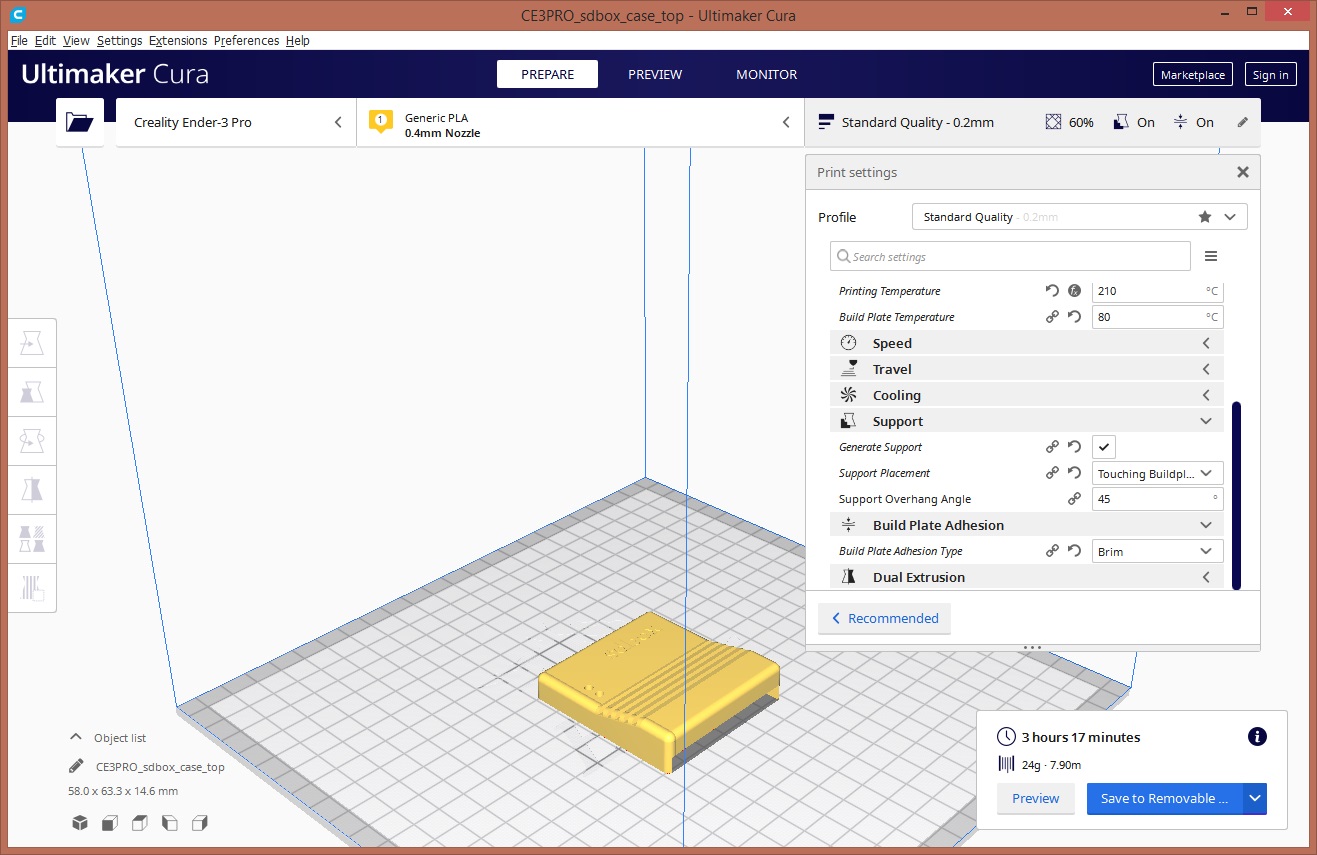 CE3PRO_sdbox_case_top - Ultimaker Cura
File Edit View Settings Extensions Preferences Help
Ultimaker Cura
PREPARE
PREVIEW
MONITOR
Marketplace
Sign in
Creality Ender-3 Pro
1
Generic PLA
0.4mm Nozzle
Standard Quality - 0.2mm
60%
On
On
Print settings
Profile
Standard Quality - 0.2mm
Search settings
Printing Temperature 210 °C
Build Plate Temperature 80 °C
Speed
Travel
Cooling
Support
Generate Support
Support Placement Touching Buildpl...
Support Overhang Angle 45 °
Build Plate Adhesion
Build Plate Adhesion Type Brim
Dual Extrusion
Recommended
Object list
CE3PRO_sdbox_case_top
58.0 x 63.3 x 14.6 mm
3 hours 17 minutes
24g · 7.90m
Preview
Save to Removable ...